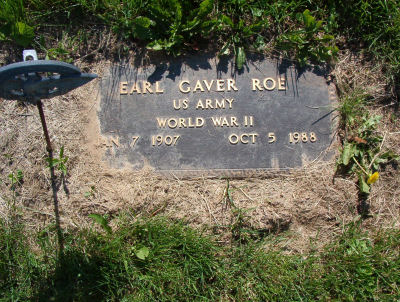 EARL GAVER ROE
US ARMY
WORLD WAR II
AN 7 1907 OCT 5 1988